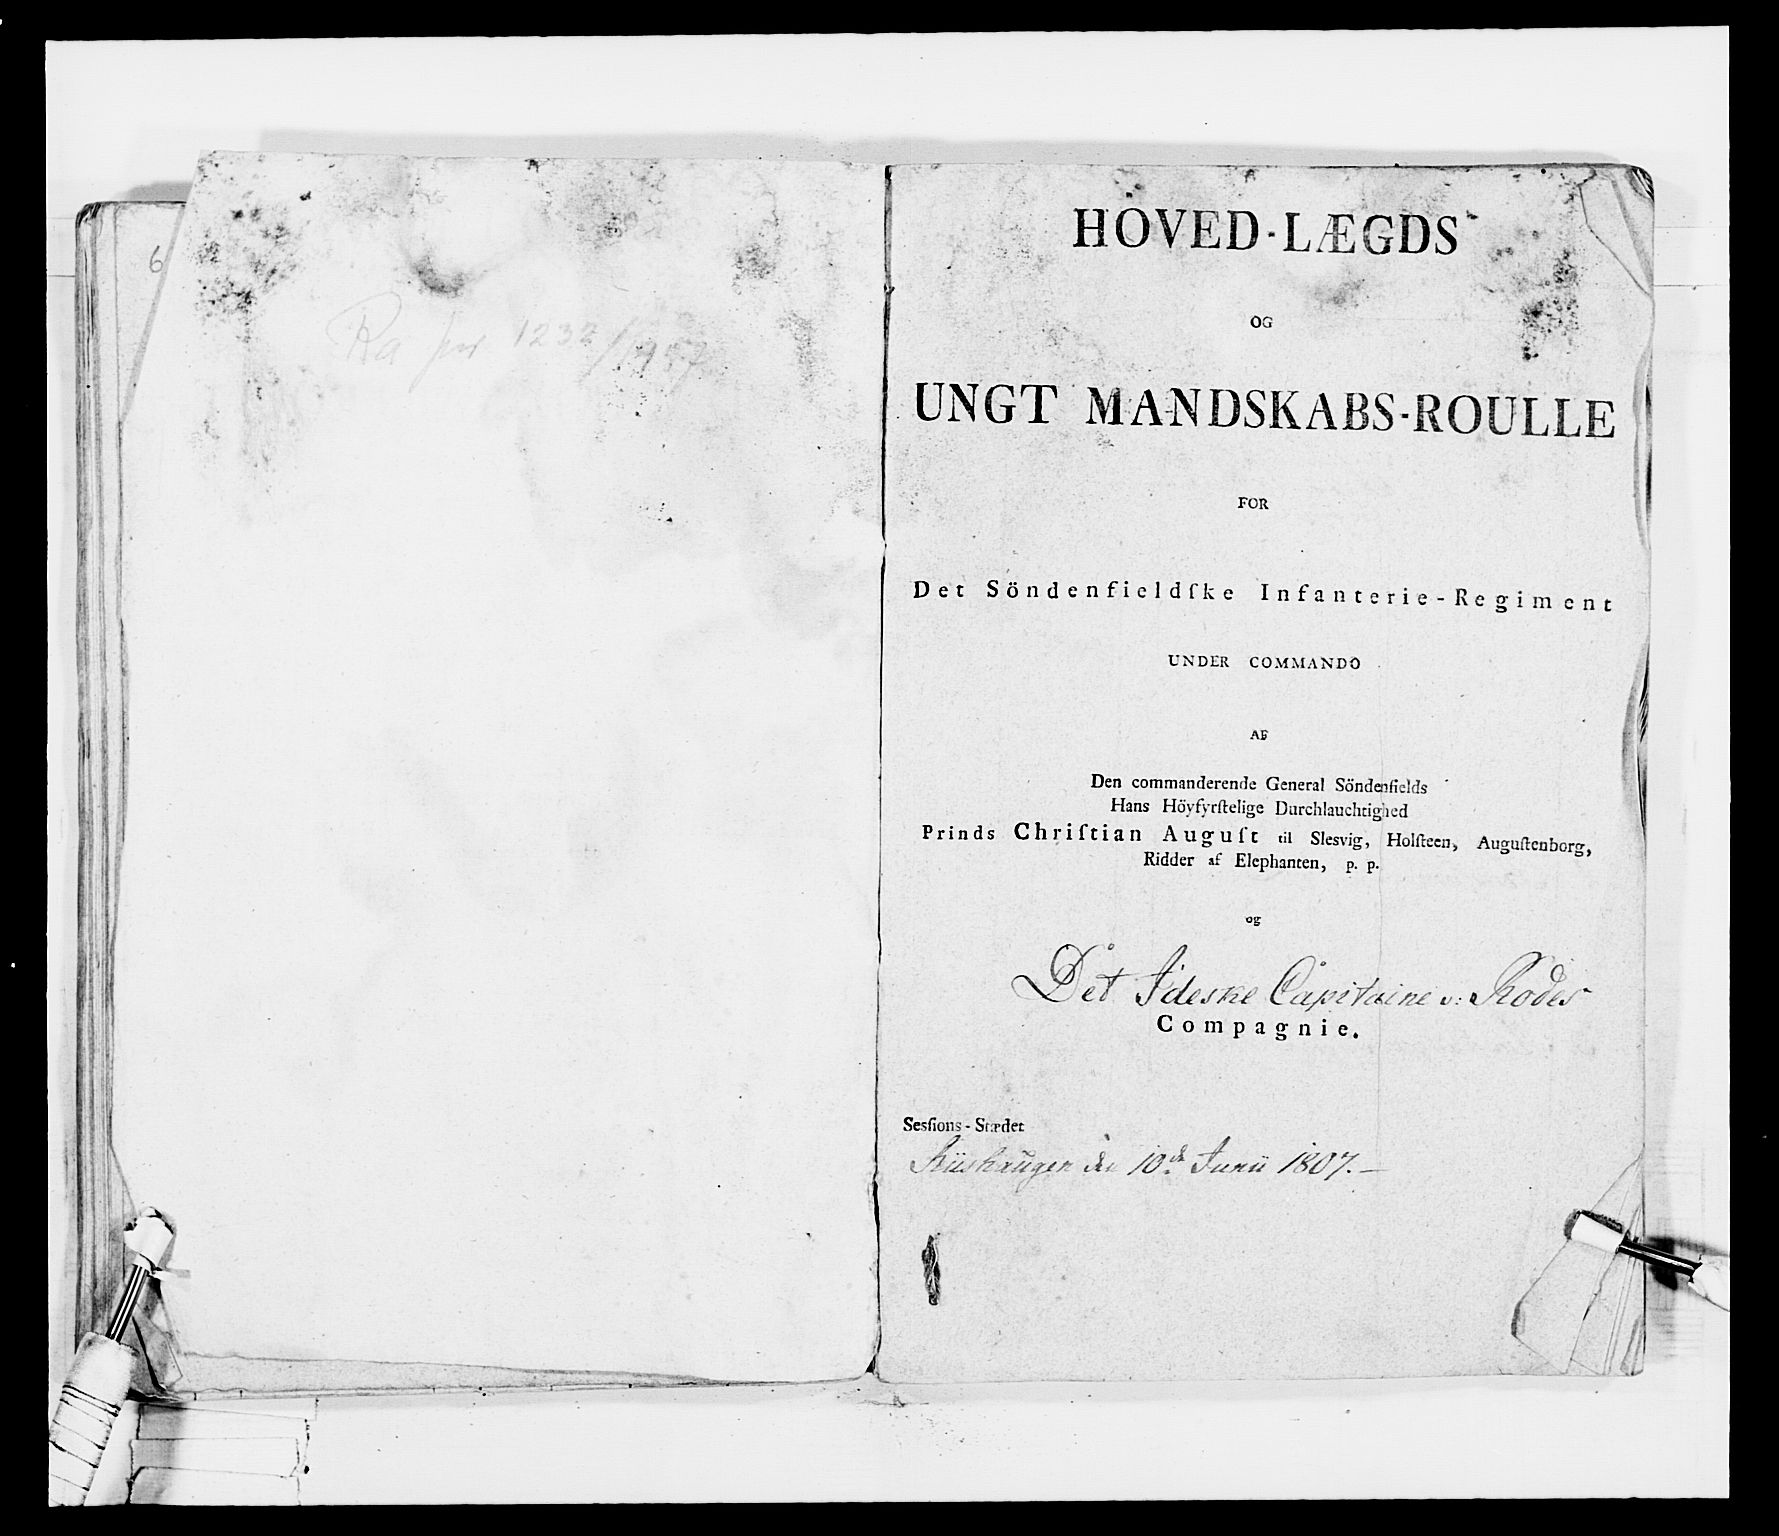 6
Ra jnr 1232/1957
HOVED-LÆGDS
OG
UNGT MANDSKABS-ROULLE
FOR
Det Söndenfieldſke Infanterie-Regiment
UNDER COMMANDO
AF
Den commanderende General Söndenfields
Hans Höyfyrſtelige Durchlauchtighed
Prinds Chriſtian Auguſt til Slesvig, Holſteen, Auguſtenborg,
Ridder af Elephanten, p. p.
og
Det Ideske Capitaine v: Rodes
Compagnie.
Sesſions-Stædet
den 10de Junii 1807.—